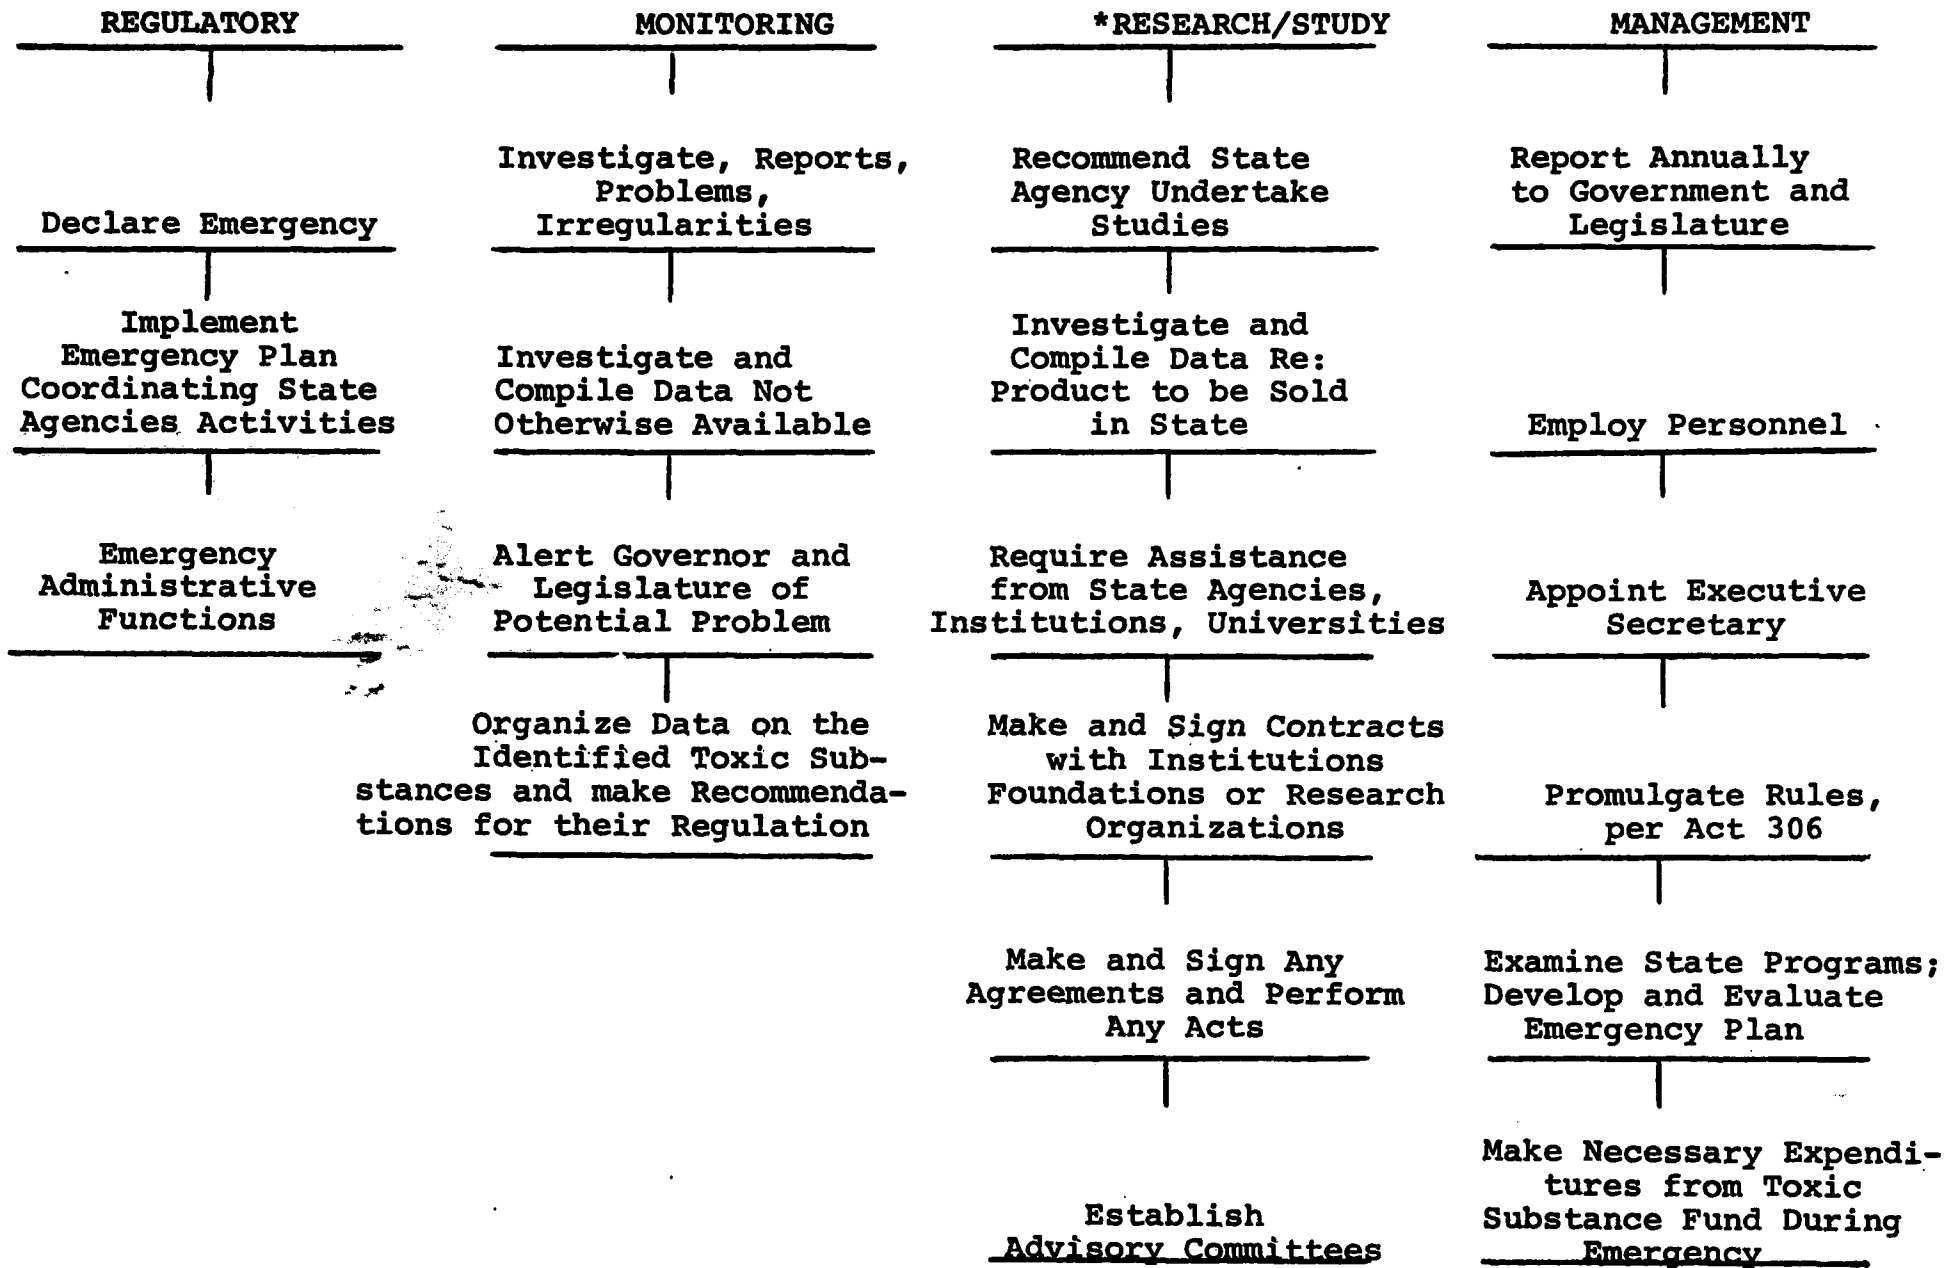 REGULATORY
Declare Emergency
Implement
Emergency Plan
Coordinating State
Agencies Activities
Emergency
Administrative
Functions
MONITORING
Investigate, Reports,
Problems,
Irregularities
Investigate and
Compile Data Not
Otherwise Available
Alert Governor and
Legislature of
Potential Problem
Organize Data on the
Identified Toxic Sub-
stances and make Recommenda-
tions for their Regulation
*RESEARCH/STUDY
Recommend State
Agency Undertake
Studies
Investigate and
Compile Data Re:
Product to be Sold
in State
Require Assistance
from State Agencies,
Institutions, Universities
Make and Sign Contracts
with Institutions
Foundations or Research
Organizations
Make and Sign Any
Agreements and Perform
Any Acts
Establish
Advisory Committees
MANAGEMENT
Report Annually
to Government and
Legislature
Employ Personnel
Appoint Executive
Secretary
Promulgate Rules,
per Act 306
Examine State Programs;
Develop and Evaluate
Emergency Plan
Make Necessary Expendi-
tures from Toxic
Substance Fund During
Emergency